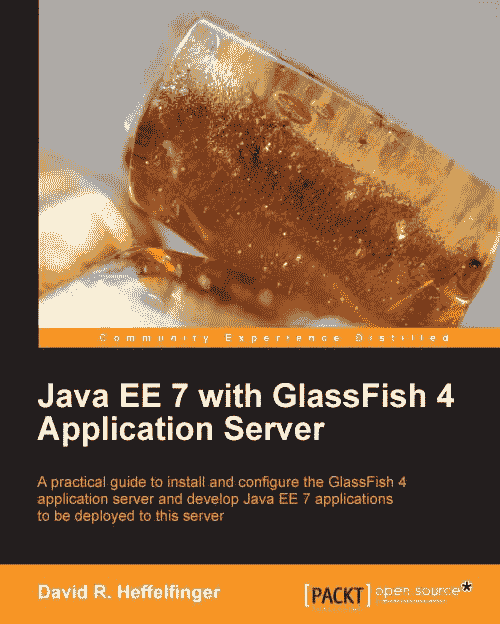 Community Experience Distilled
Java EE 7 with GlassFish 4
Application Server
A practical guide to install and configure the GlassFish 4
application server and develop Java EE 7 applications
to be deployed to this server
David R. Heffelfinger
[PACKT] open source*